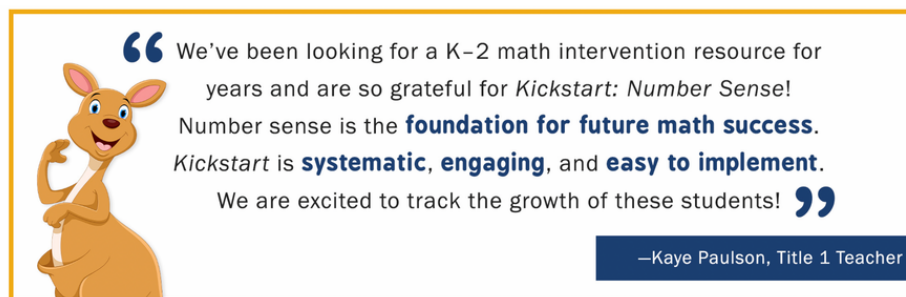 “ We’ve been looking for a K–2 math intervention resource for
years and are so grateful for Kickstart: Number Sense!
Number sense is the foundation for future math success.
Kickstart is systematic, engaging, and easy to implement.
We are excited to track the growth of these students! ”
—Kaye Paulson, Title 1 Teacher